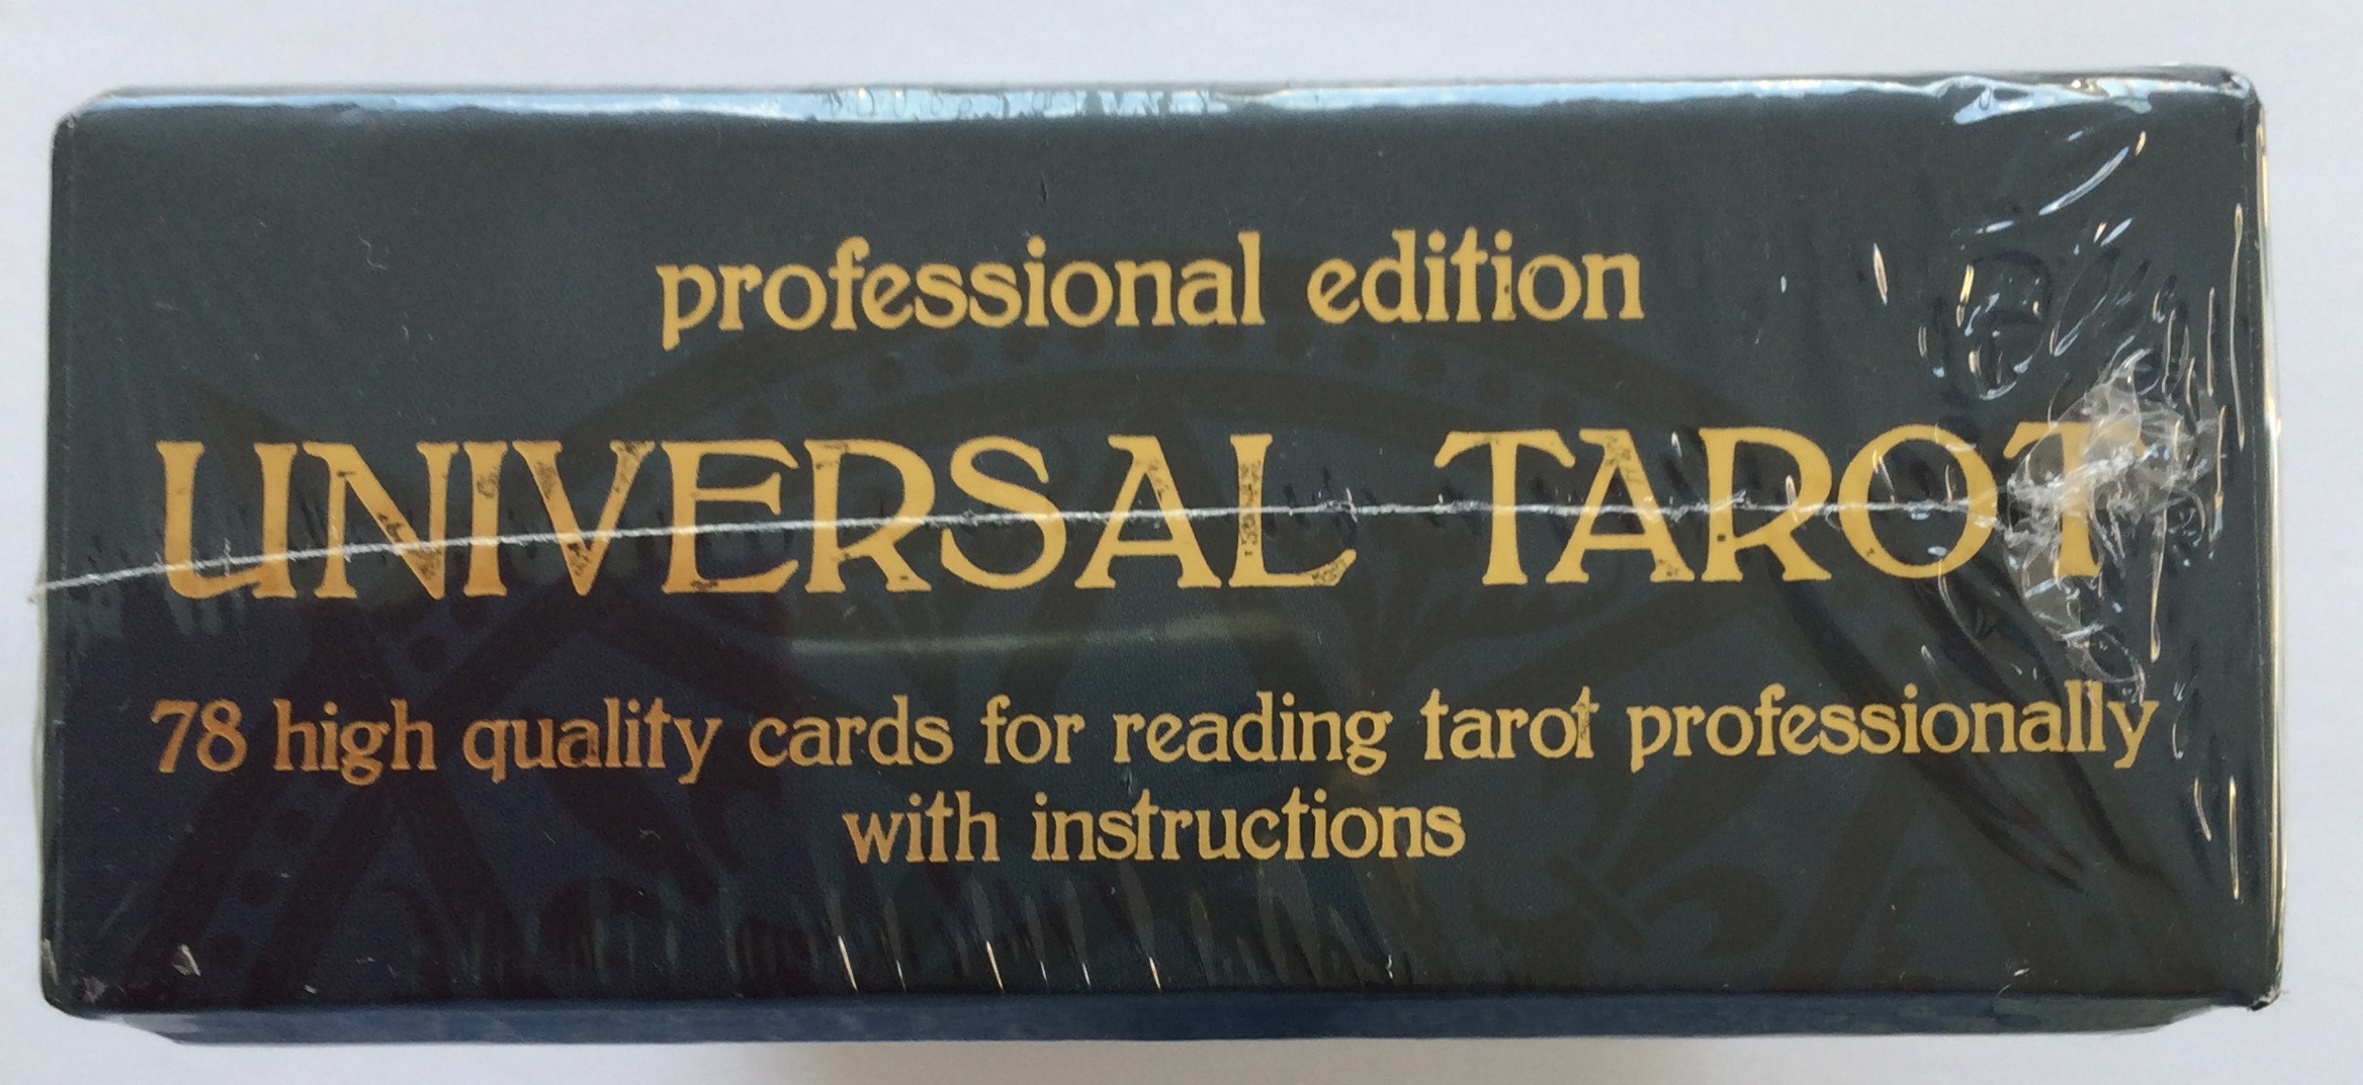 professional edition
UNIVERSAL TAROT
78 high quality cards for reading tarot professionally
with instructions